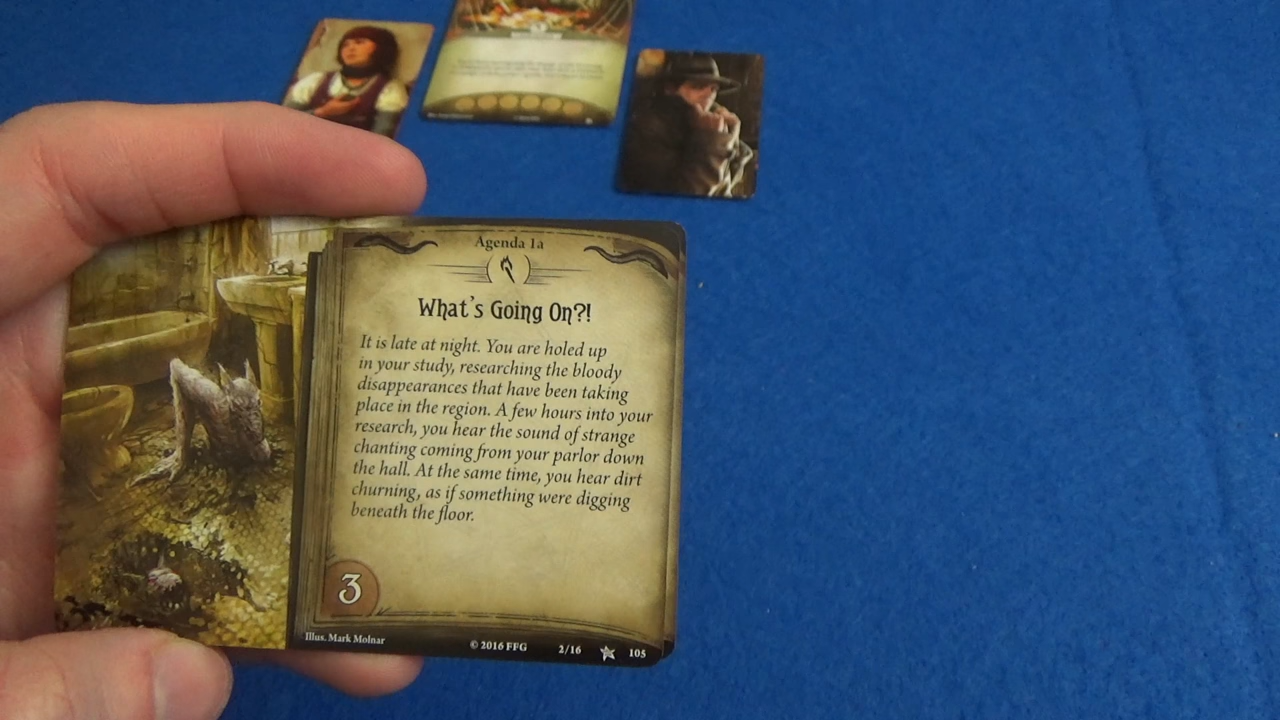 Agenda 1a
What's Going On?!
It is late at night. You are holed up
in your study, researching the bloody
disappearances that have been taking
place in the region. A few hours into your
research, you hear the sound of strange
chanting coming from your parlor down
the hall. At the same time, you hear dirt
churning, as if something were digging
beneath the floor.
3
Illus. Mark Molnar
© 2016 FFG
2/16
105